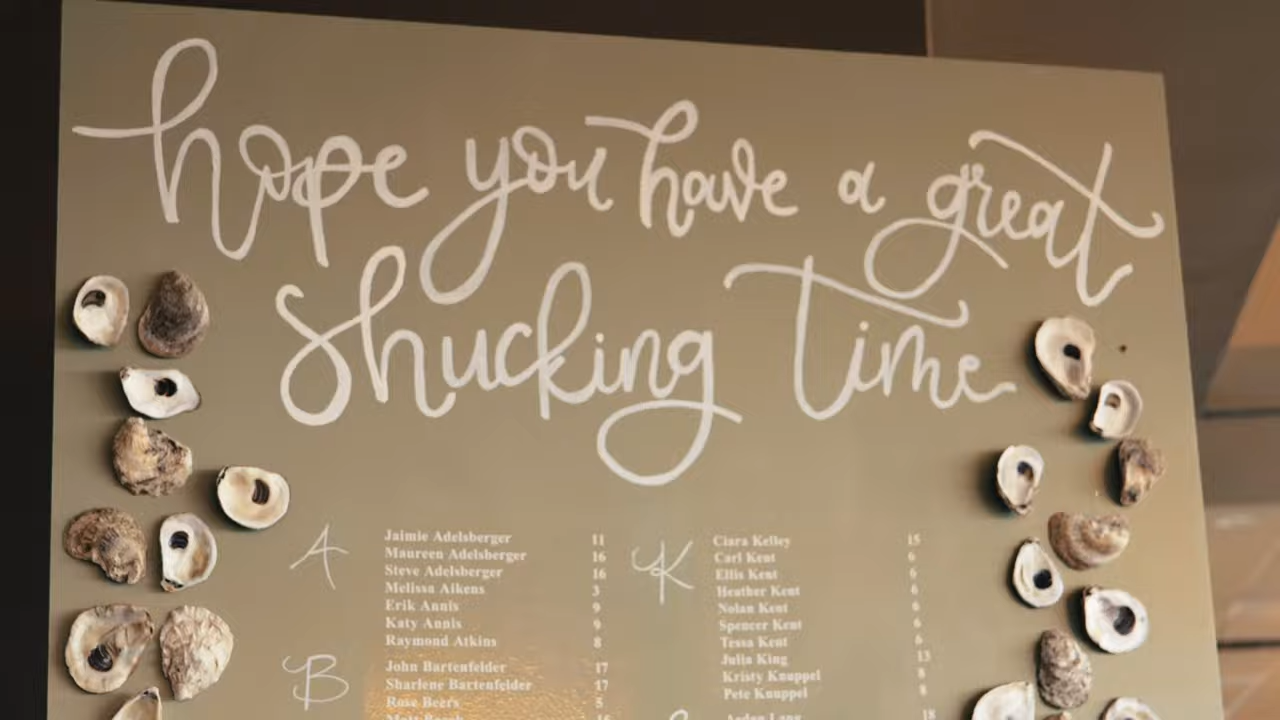 hope you have a great
shucking time
A
Jaimie Adelsberger 11
Maureen Adelsberger 16
Steve Adelsberger 16
Melissa Aikens 3
Erik Annis 9
Katy Annis 9
Raymond Atkins 8
B
John Bartenfelder 17
Sharlene Bartenfelder 17
Rose Beers 5
K
Ciara Kelley 15
Carl Kent 6
Ellis Kent 6
Heather Kent 6
Nolan Kent 6
Spencer Kent 6
Tessa Kent 6
Julia King 13
Kristy Knuppel 8
Pete Knuppel 8